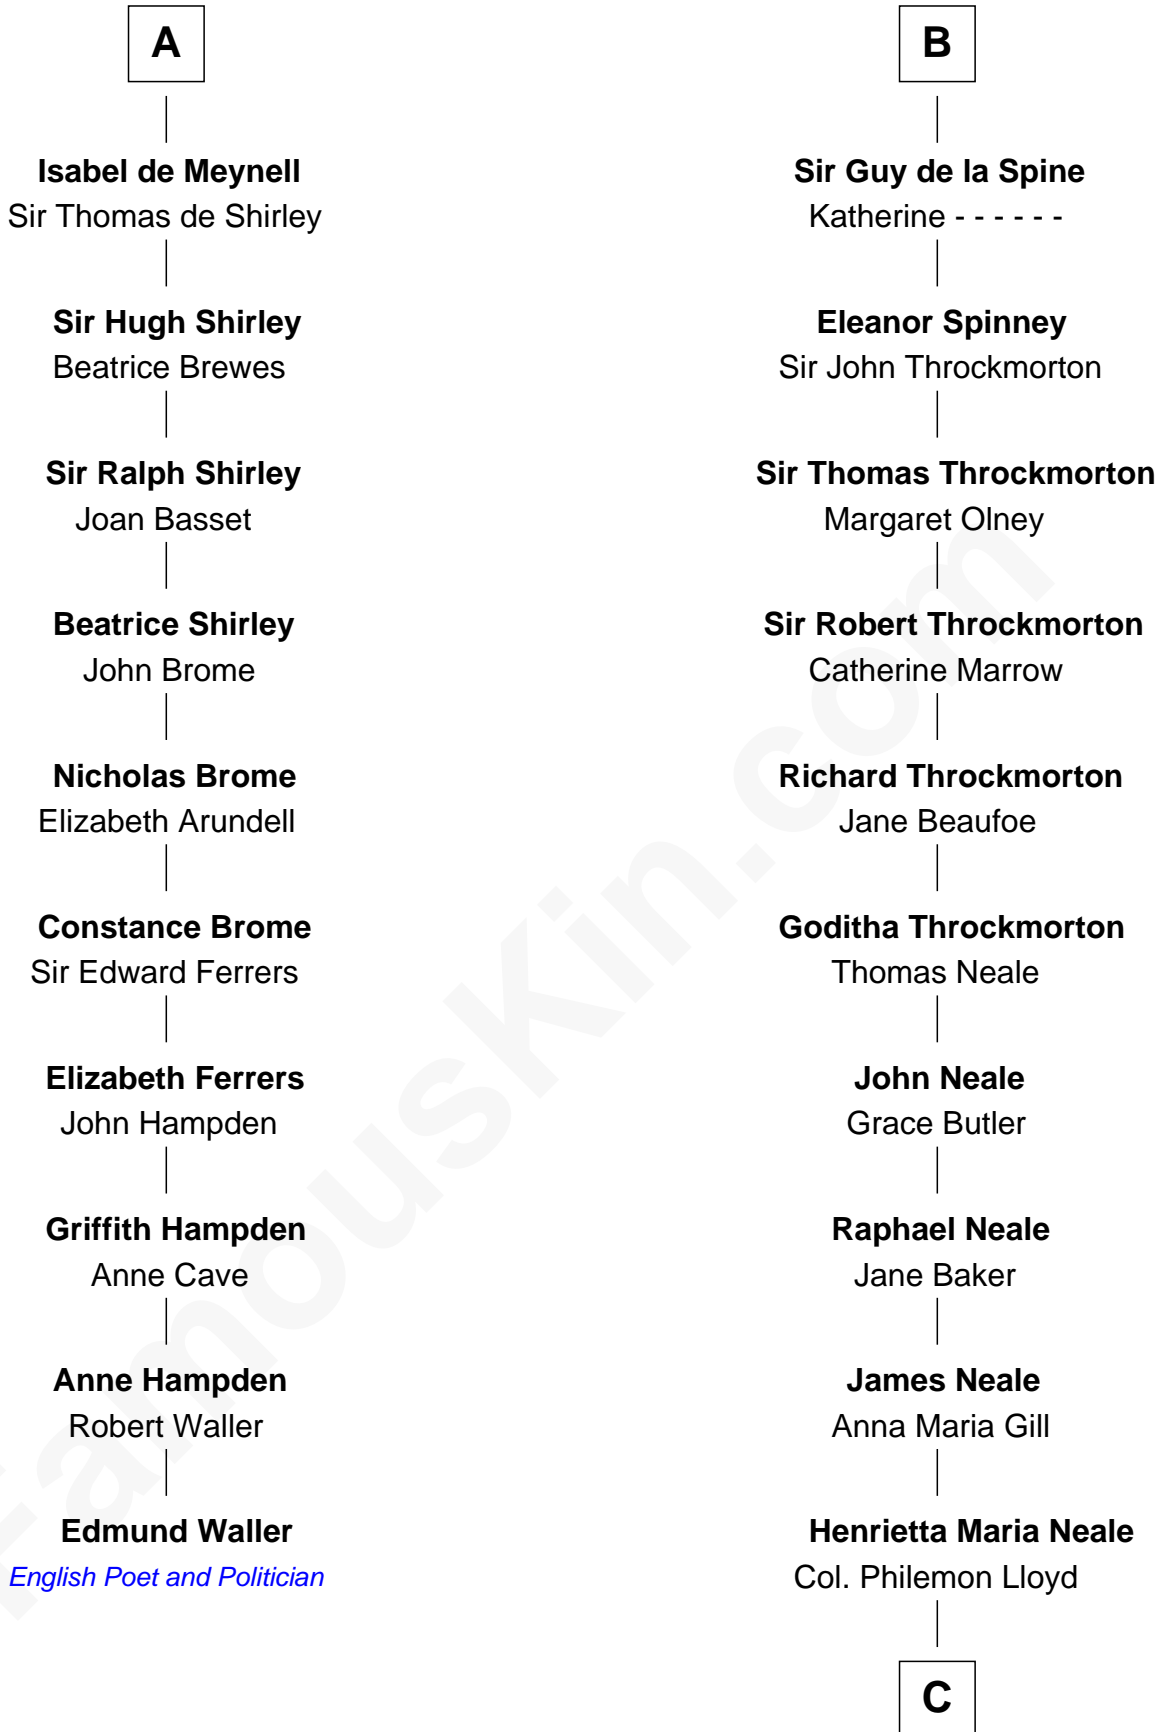 A
Isabel de Meynell
Sir Thomas de Shirley
Sir Hugh Shirley
Beatrice Brewes
Sir Ralph Shirley
Joan Basset
Beatrice Shirley
John Brome
Nicholas Brome
Elizabeth Arundell
Constance Brome
Sir Edward Ferrers
Elizabeth Ferrers
John Hampden
Griffith Hampden
Anne Cave
Anne Hampden
Robert Waller
Edmund Waller
English Poet and Politician
B
Sir Guy de la Spine
Katherine - - - - - -
Eleanor Spinney
Sir John Throckmorton
Sir Thomas Throckmorton
Margaret Olney
Sir Robert Throckmorton
Catherine Marrow
Richard Throckmorton
Jane Beaufoe
Goditha Throckmorton
Thomas Neale
John Neale
Grace Butler
Raphael Neale
Jane Baker
James Neale
Anna Maria Gill
Henrietta Maria Neale
Col. Philemon Lloyd
C
FamousKin.com